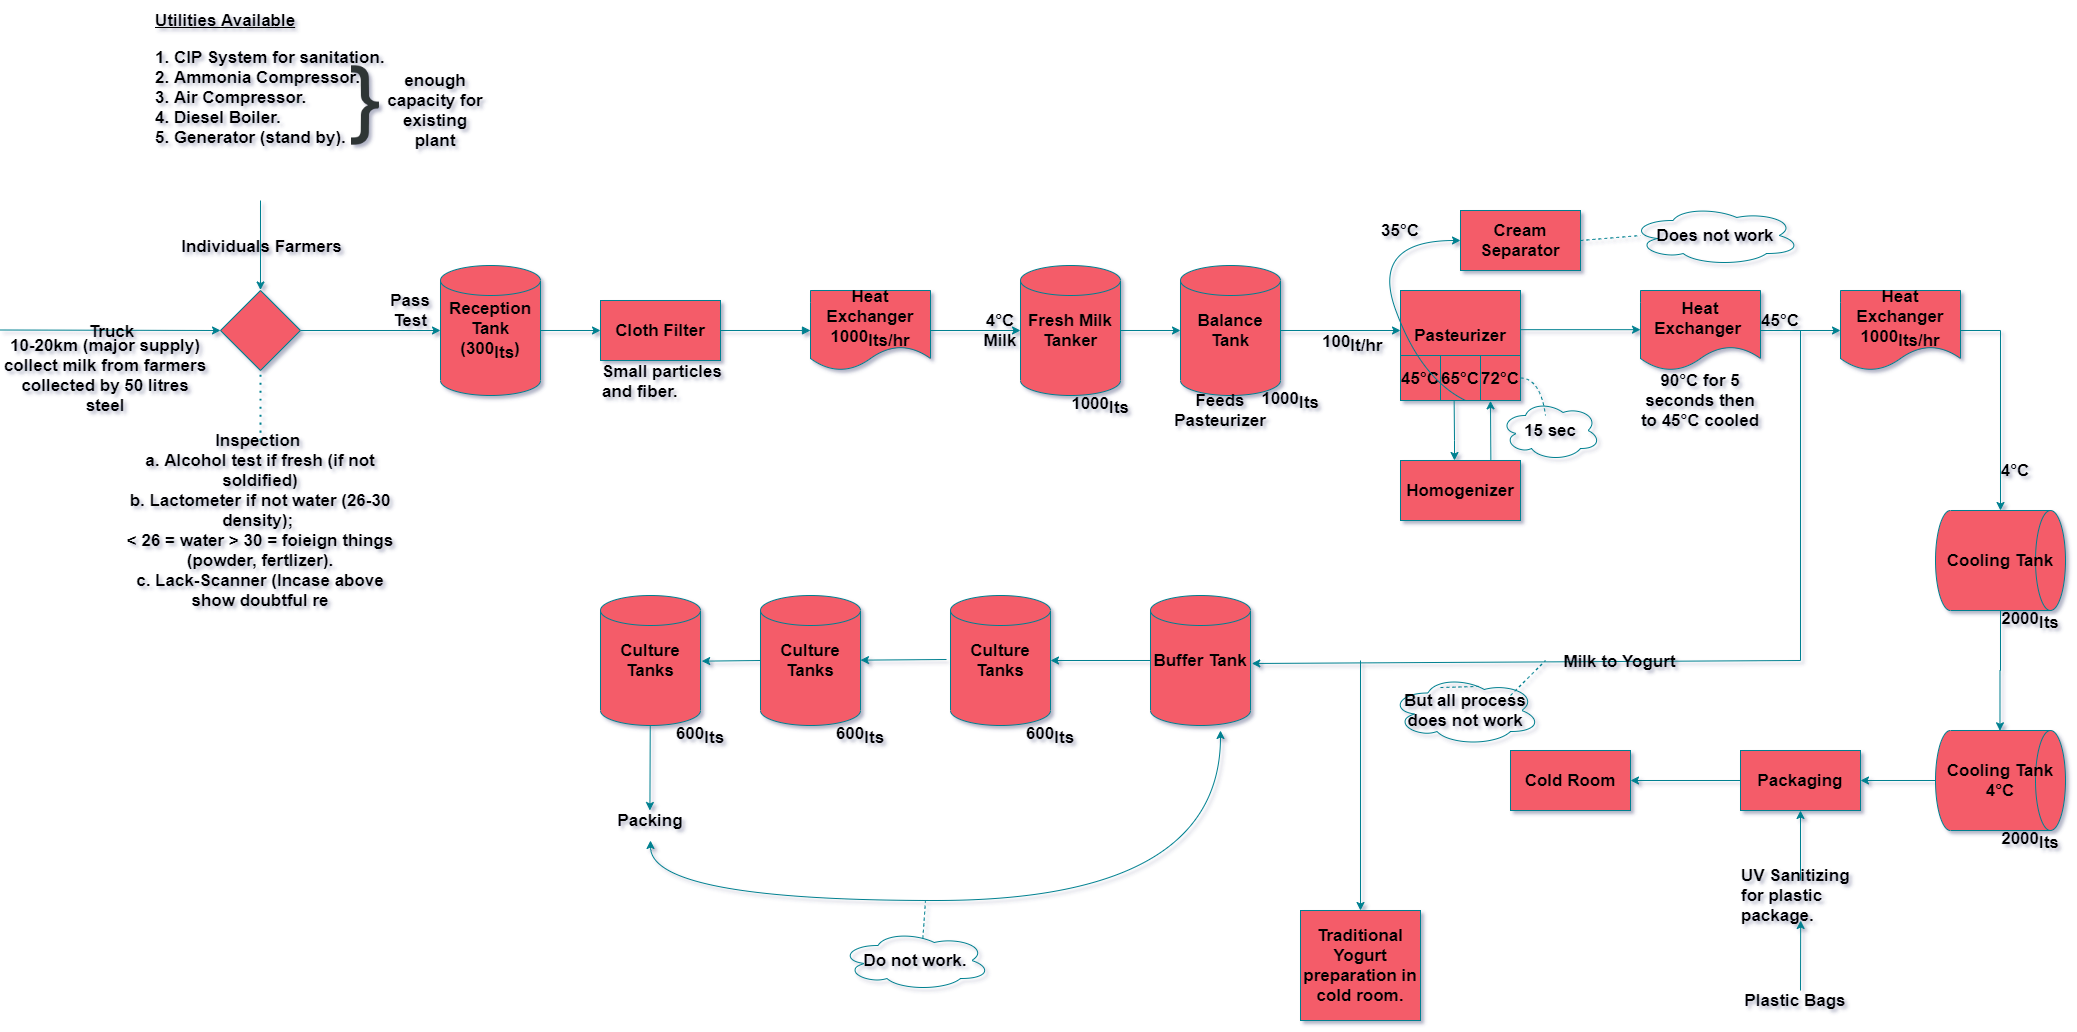 Utilities Available
1. CIP System for sanitation.
2. Ammonia Compressor.
3. Air Compressor.
4. Diesel Boiler.
5. Generator (stand by).
}
enough
capacity for
existing
plant
Individuals Farmers
Truck
10-20km (major supply)
collect milk from farmers
collected by 50 litres
steel
Pass
Test
Inspection
a. Alcohol test if fresh (if not
soldified)
b. Lactometer if not water (26-30
density);
< 26 = water > 30 = foieign things
(powder, fertlizer).
c. Lack-Scanner (Incase above
show doubtful re
Reception
Tank
(300lts)
Cloth Filter
Small particles
and fiber.
Heat
Exchanger
1000lts/hr
4°C
Milk
Fresh Milk
Tanker
1000lts
Balance
Tank
Feeds
Pasteurizer
1000lts
100lt/hr
35°C
Cream
Separator
Does not work
Pasteurizer
45°C
65°C
72°C
15 sec
Homogenizer
Heat
Exchanger
90°C for 5
seconds then
to 45°C cooled
45°C
Heat
Exchanger
1000lts/hr
4°C
Cooling Tank
2000lts
Cooling Tank
4°C
2000lts
Packaging
Cold Room
UV Sanitizing
for plastic
package.
Plastic Bags
Milk to Yogurt
But all process
does not work
Buffer Tank
Culture
Tanks
600lts
Culture
Tanks
600lts
Culture
Tanks
600lts
Packing
Do not work.
Traditional
Yogurt
preparation in
cold room.